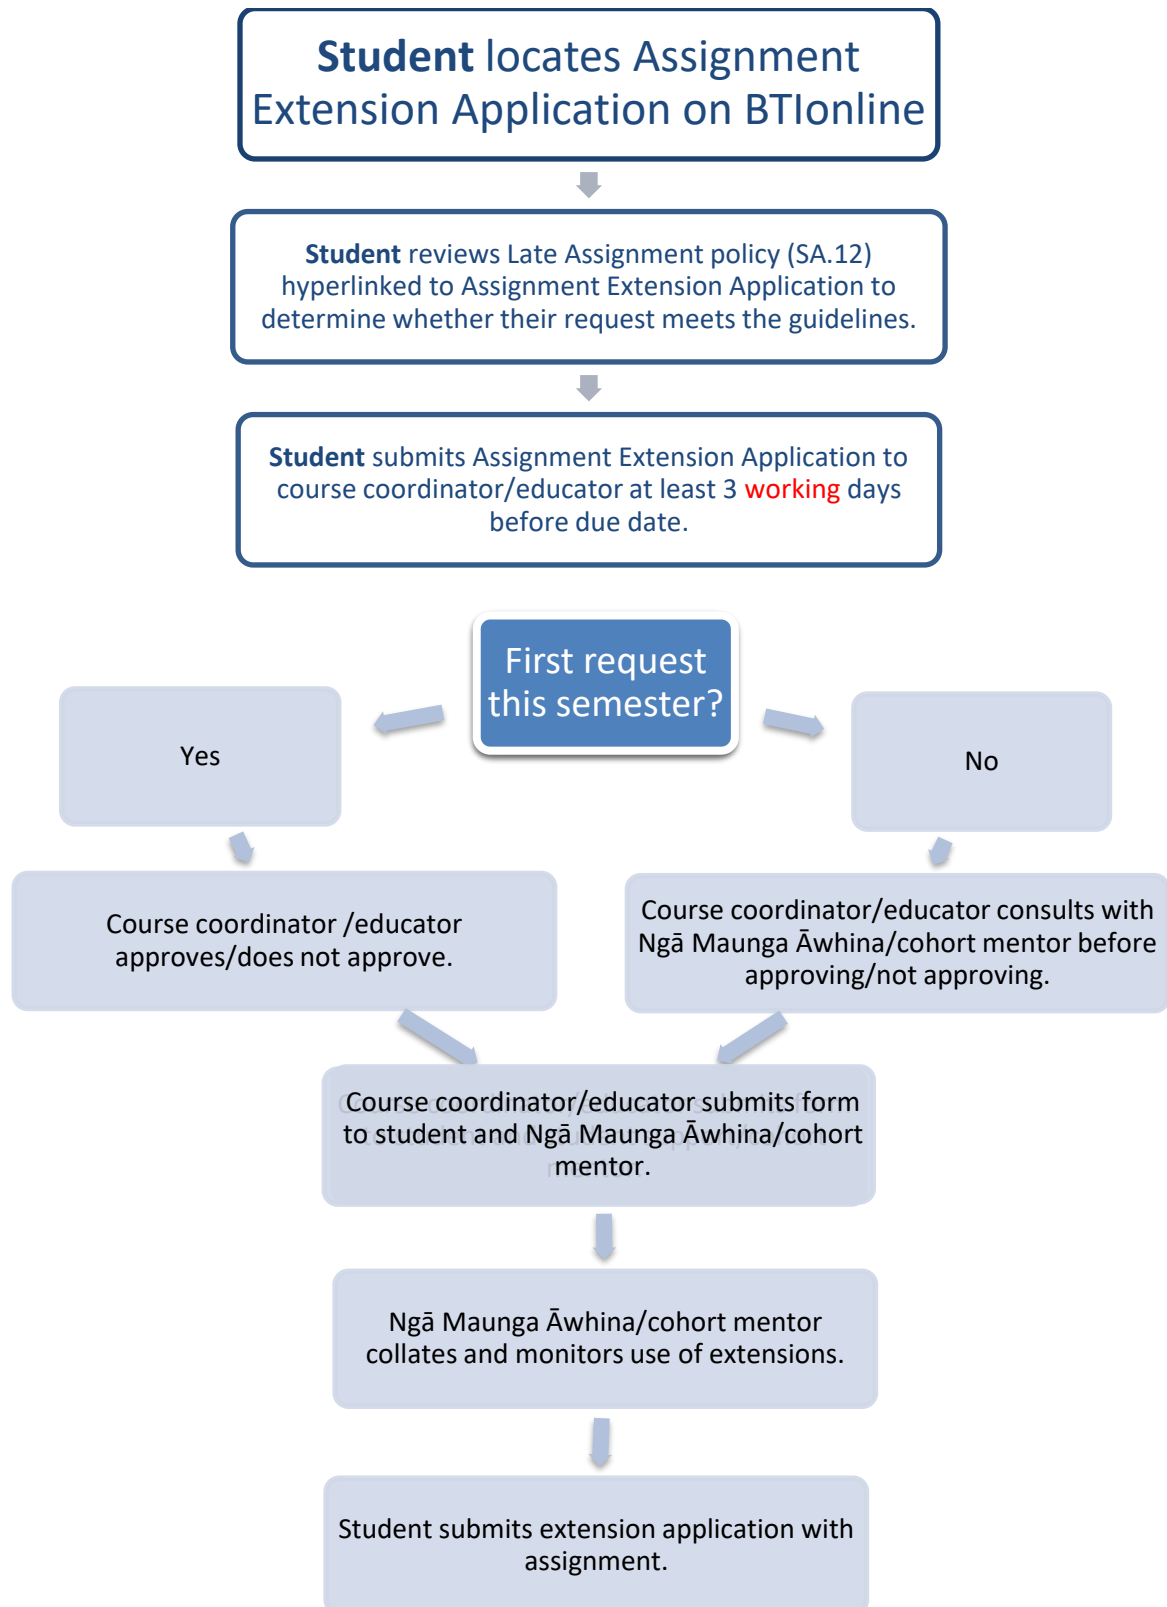 Student locates Assignment
Extension Application on BTIonline
Student reviews Late Assignment policy (SA.12)
hyperlinked to Assignment Extension Application to
determine whether their request meets the guidelines.
Student submits Assignment Extension Application to
course coordinator/educator at least 3 working days
before due date.
First request
this semester?
Yes
No
Course coordinator /educator
approves/does not approve.
Course coordinator/educator consults with
Ngā Maunga Āwhina/cohort mentor before
approving/not approving.
Course coordinator/educator submits form
to student and Ngā Maunga Āwhina/cohort
mentor.
Ngā Maunga Āwhina/cohort mentor
collates and monitors use of extensions.
Student submits extension application with
assignment.